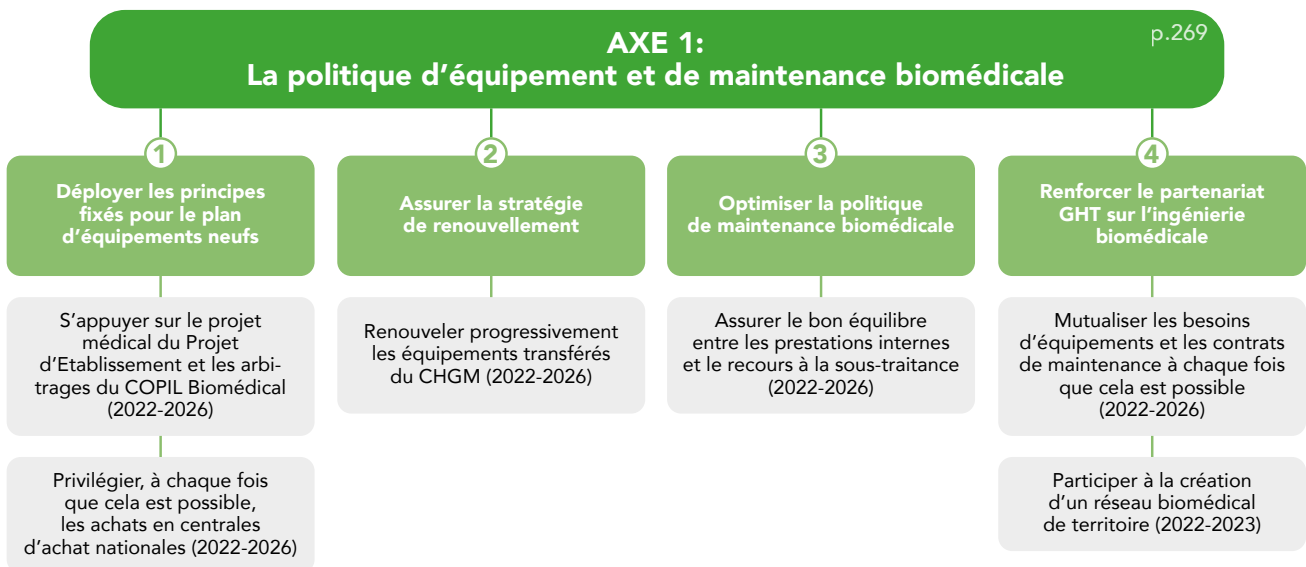 AXE 1:
p.269
La politique d'équipement et de maintenance biomédicale
1
Déployer les principes
fixés pour le plan
d'équipements neufs
S'appuyer sur le projet
médical du Projet
d'Etablissement et les arbi-
trages du COPIL Biomédical
(2022-2026)
Privilégier, à chaque fois
que cela est possible,
les achats en centrales
d'achat nationales (2022-2026)
2
Assurer la stratégie
de renouvellement
Renouveler progressivement
les équipements transférés
du CHGM (2022-2026)
3
Optimiser la politique
de maintenance biomédicale
Assurer le bon équilibre
entre les prestations internes
et le recours à la sous-traitance
(2022-2026)
4
Renforcer le partenariat
GHT sur l'ingénierie
biomédicale
Mutualiser les besoins
d'équipements et les contrats
de maintenance à chaque fois
que cela est possible
(2022-2026)
Participer à la création
d'un réseau biomédical
de territoire (2022-2023)